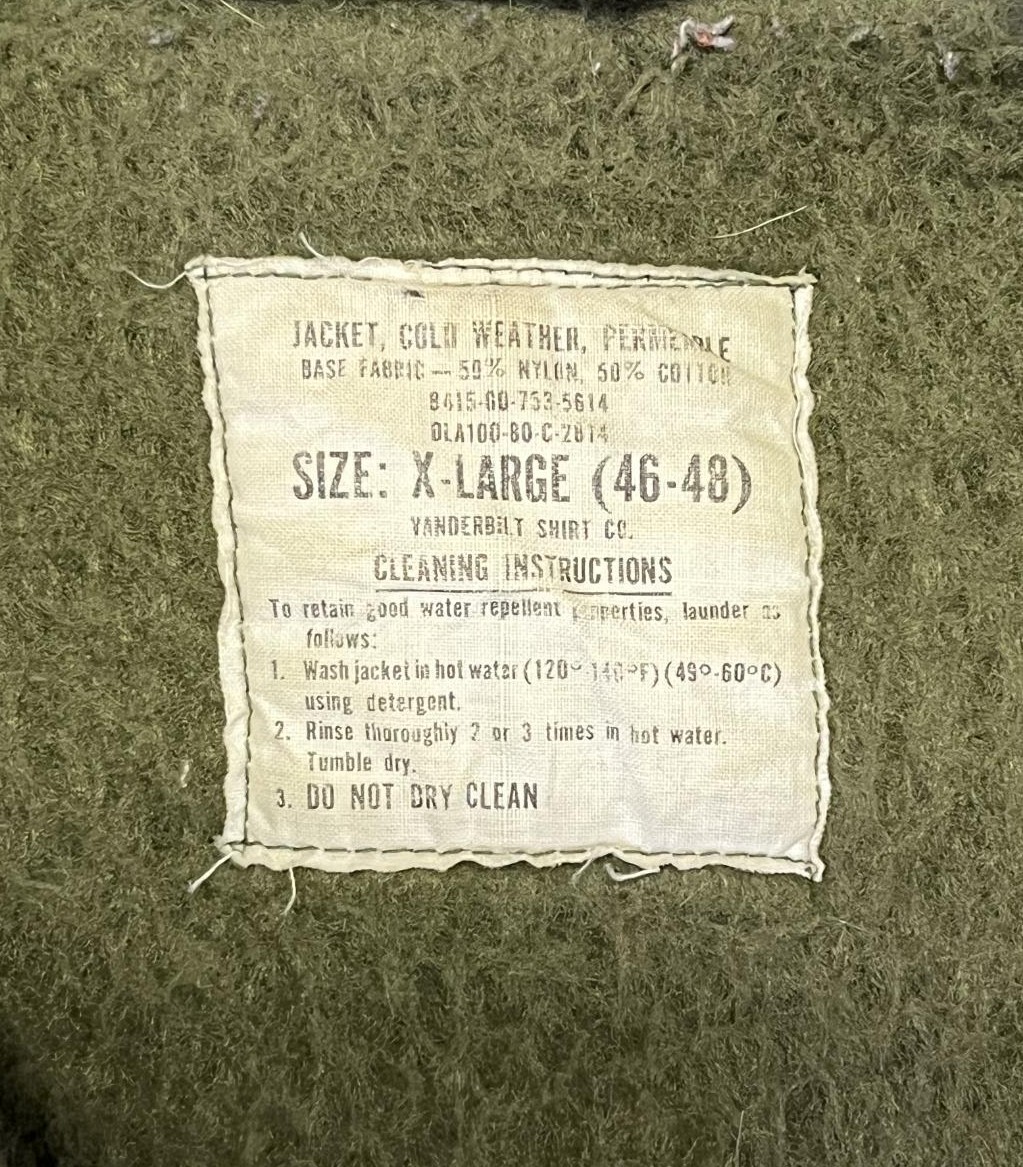 JACKET, COLD WEATHER, PERMEABLE
BASE FABRIC — 50% NYLON, 50% COTTON
8415-00-753-5614
DLA100-80-C-2814
SIZE: X-LARGE (46-48)
VANDERBILT SHIRT CO.
CLEANING INSTRUCTIONS
To retain good water repellent properties, launder as
follows:
1. Wash jacket in hot water (120°-140°F) (49°-60°C)
using detergent.
2. Rinse thoroughly 2 or 3 times in hot water.
Tumble dry.
3. DO NOT DRY CLEAN